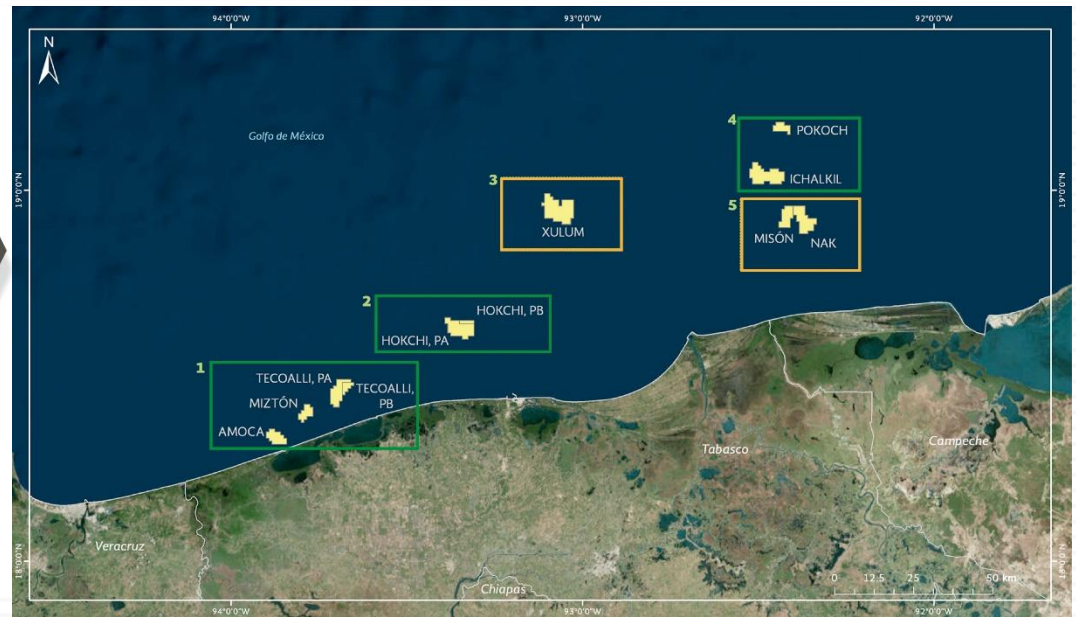 94°0'0"W
93°0'0"W
92°0'0"W
N
Golfo de México
4
POKOCH
ICHALKIL
3
XULUM
5
MISÓN
NAK
19°0'0"N
19°0'0"N
2
HOKCHI, PB
HOKCHI, PA
1
TECOALLI, PA
TECOALLI,
PB
MIZTÓN
AMOCA
Tabasco
Campeche
Veracruz
Chiapas
18°0'0"N
18°0'0"N
0 12.5 25 50 km
94°0'0"W
93°0'0"W
92°0'0"W